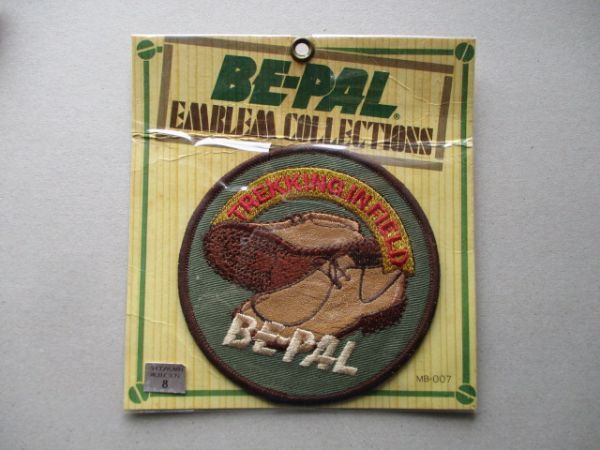 BE-PAL®
EMBLEM COLLECTIONS
TREKKING IN FIELD
BE-PAL
8
MB-007